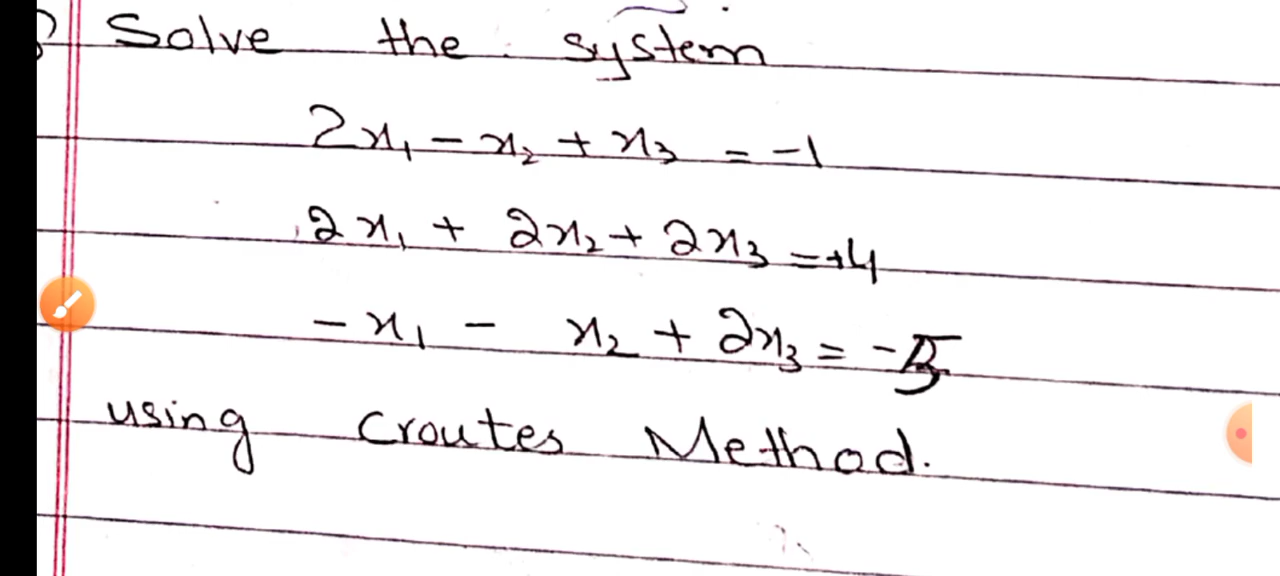 Solve the system
2x₁ - x₂ + x₃ = -1
2x₁ + 2x₂ + 2x₃ = +4
-x₁ - x₂ + 2x₃ = -5
using Croutes Method.